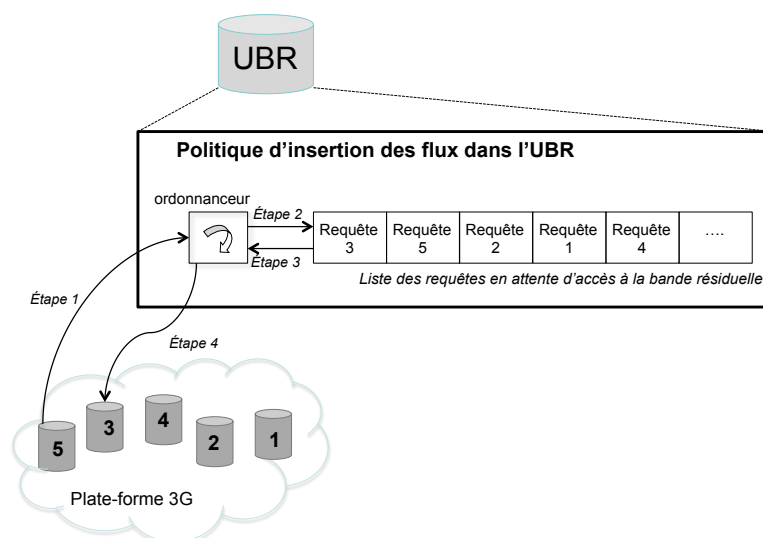 UBR
Politique d'insertion des flux dans l'UBR
ordonnanceur
Étape 2
Étape 3
Requête
3
Requête
5
Requête
2
Requête
1
Requête
4
....
Liste des requêtes en attente d'accès à la bande résiduelle
Étape 1
Étape 4
5
3
4
2
1
Plate-forme 3G